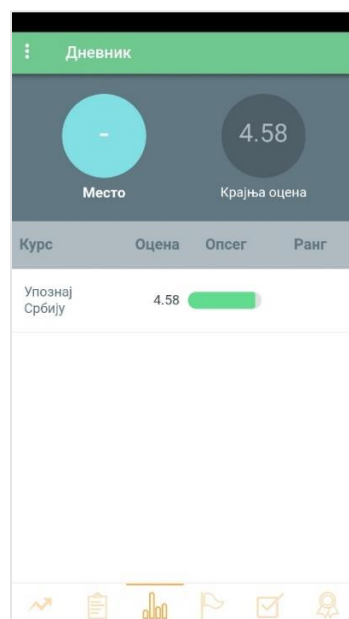 Дневник
-
4.58
Место
Крајња оцена
Курс Оцена Опсег Ранг
Упознај
Србију
4.58